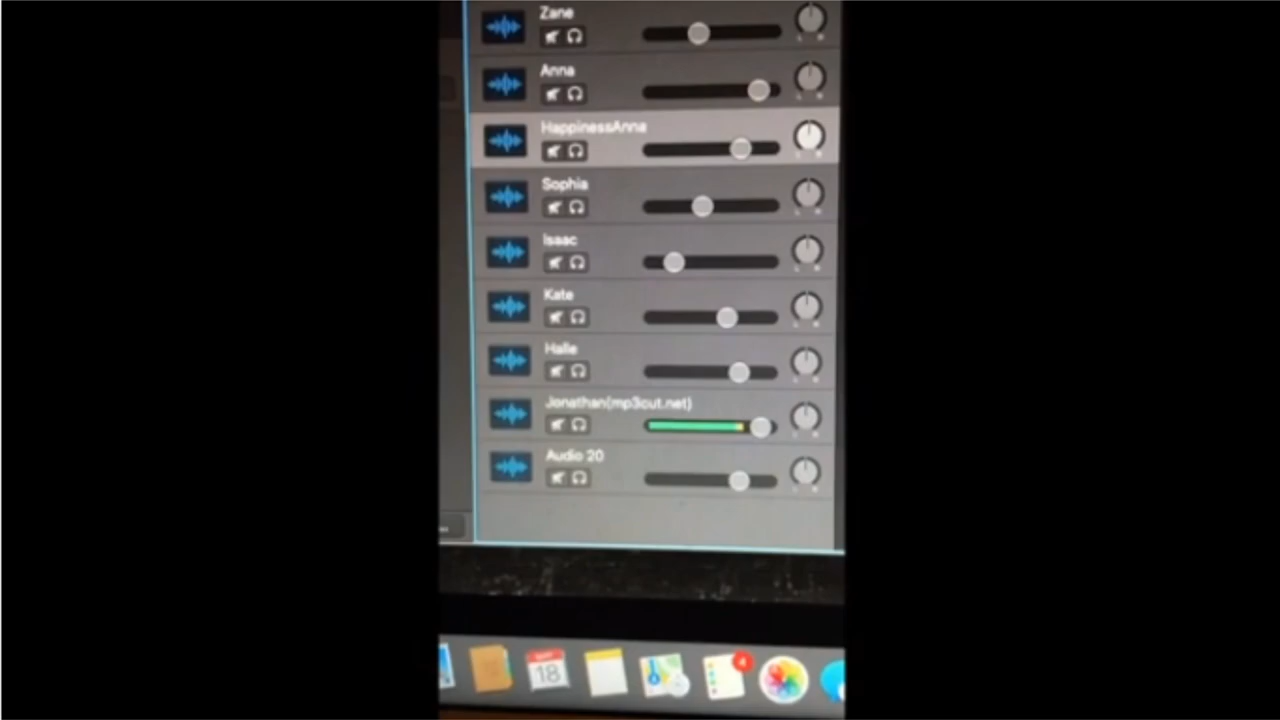 Zane
Anna
HappinessAnna
Sophia
Isaac
Kate
Halle
Jonathan(mp3cut.net)
Audio 20
18
4